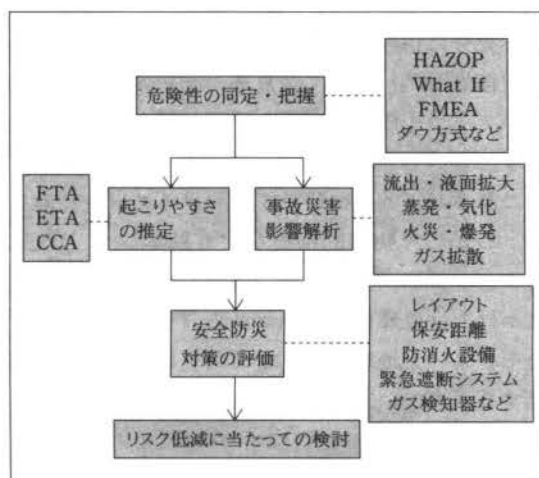 危険性の同定・把握
HAZOP
What If
FMEA
ダウ方式など
FTA
ETA
CCA
起こりやすさ
の推定
事故災害
影響解析
流出・液面拡大
蒸発・気化
火災・爆発
ガス拡散
安全防災
対策の評価
レイアウト
保安距離
防消火設備
緊急遮断システム
ガス検知器など
リスク低減に当たっての検討